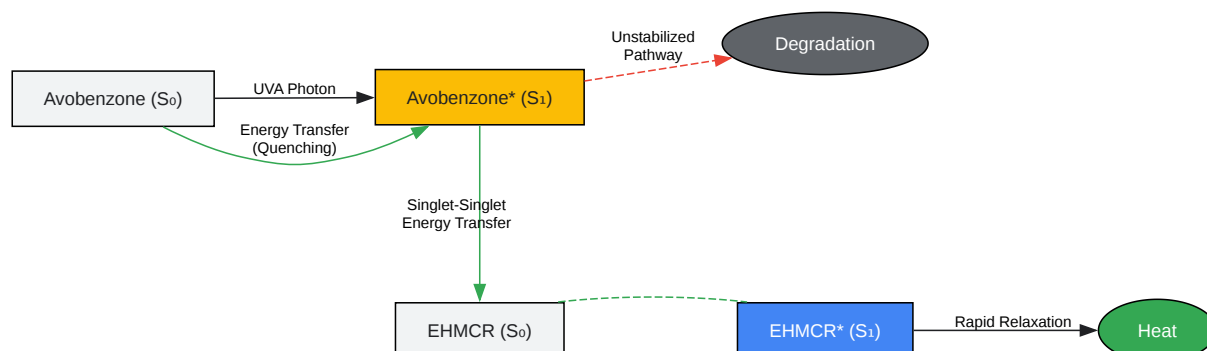 Unstabilized
Pathway
Degradation
Avobenzone (S₀)
UVA Photon
Avobenzone* (S₁)
Energy Transfer
(Quenching)
Singlet-Singlet
Energy Transfer
EHMCR (S₀)
EHMCR* (S₁)
Rapid Relaxation
Heat